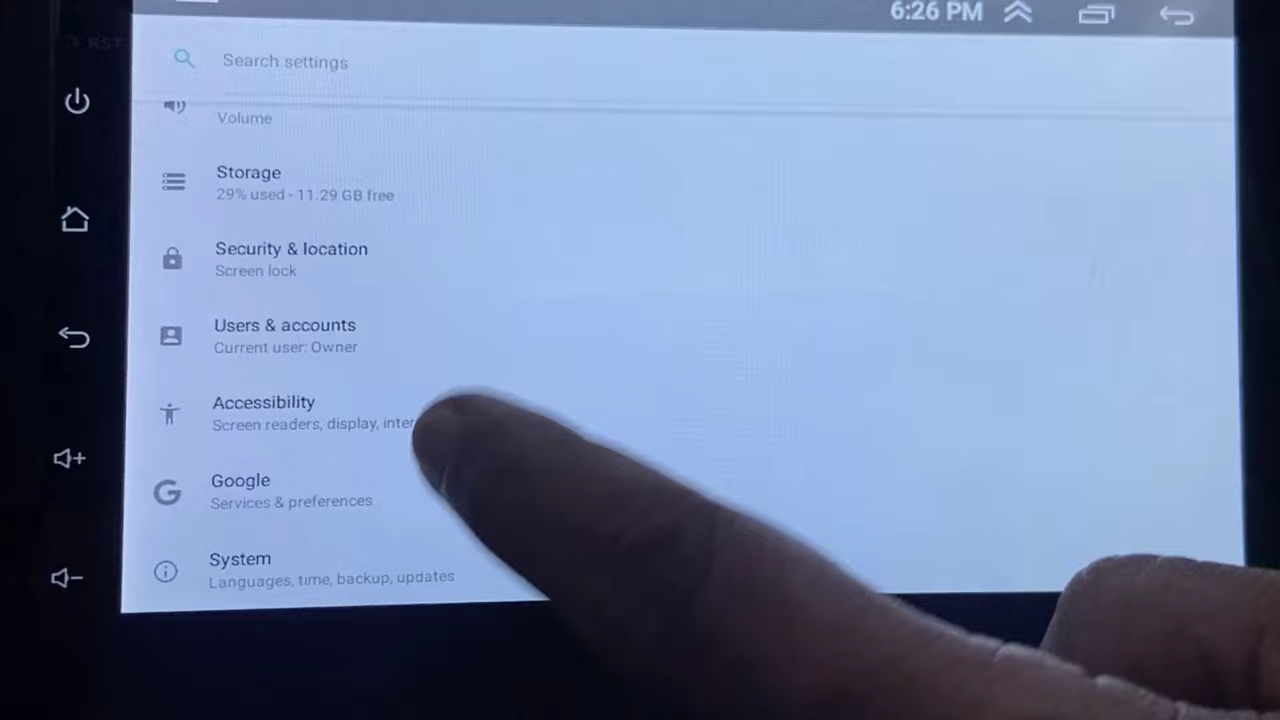 6:26 PM
RST
Search settings
Volume
Storage
29% used - 11.29 GB free
Security & location
Screen lock
Users & accounts
Current user: Owner
Accessibility
Screen readers, display,
Google
Services & preferences
System
Languages, time, backup, updates